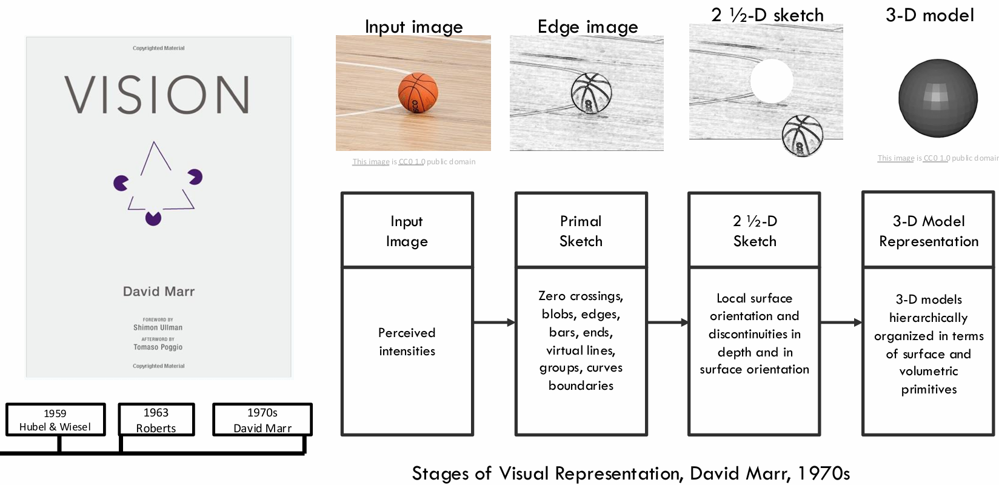 Copyrighted Material
VISION
David Marr
FOREWORD BY
Shimon Ullman
AFTERWORD BY
Tomaso Poggio
Copyrighted Material
1959
Hubel & Wiesel
1963
Roberts
1970s
David Marr
Input image
This image is CC0 1.0 public domain
Edge image
2 ½-D sketch
3-D model
This image is CC0 1.0 public domain
Input
Image
Perceived
intensities
Primal
Sketch
Zero crossings,
blobs, edges,
bars, ends,
virtual lines,
groups, curves
boundaries
2 ½-D
Sketch
Local surface
orientation and
discontinuities in
depth and in
surface orientation
3-D Model
Representation
3-D models
hierarchically
organized in terms
of surface and
volumetric
primitives
Stages of Visual Representation, David Marr, 1970s